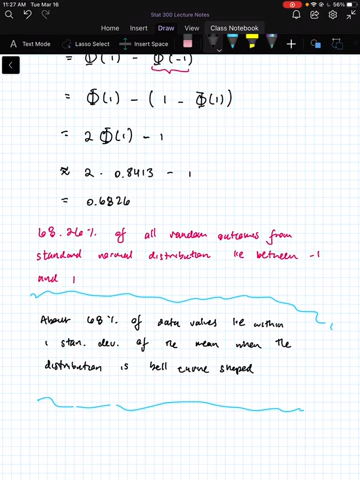 11:27 AM Tue Mar 16
56%
Stat 300 Lecture Notes
Home Insert Draw View Class Notebook
Text Mode Lasso Select Insert Space
= Φ(1) - Φ(-1)
= Φ(1) - (1 - Φ(1))
= 2Φ(1) - 1
≈ 2 · 0.8413 - 1
= 0.6826
68.26% of all random outcomes from
standard normal distribution lie between -1
and 1
About 68% of data values lie within
1 stan. dev. of the mean when the
distribution is bell curve shaped